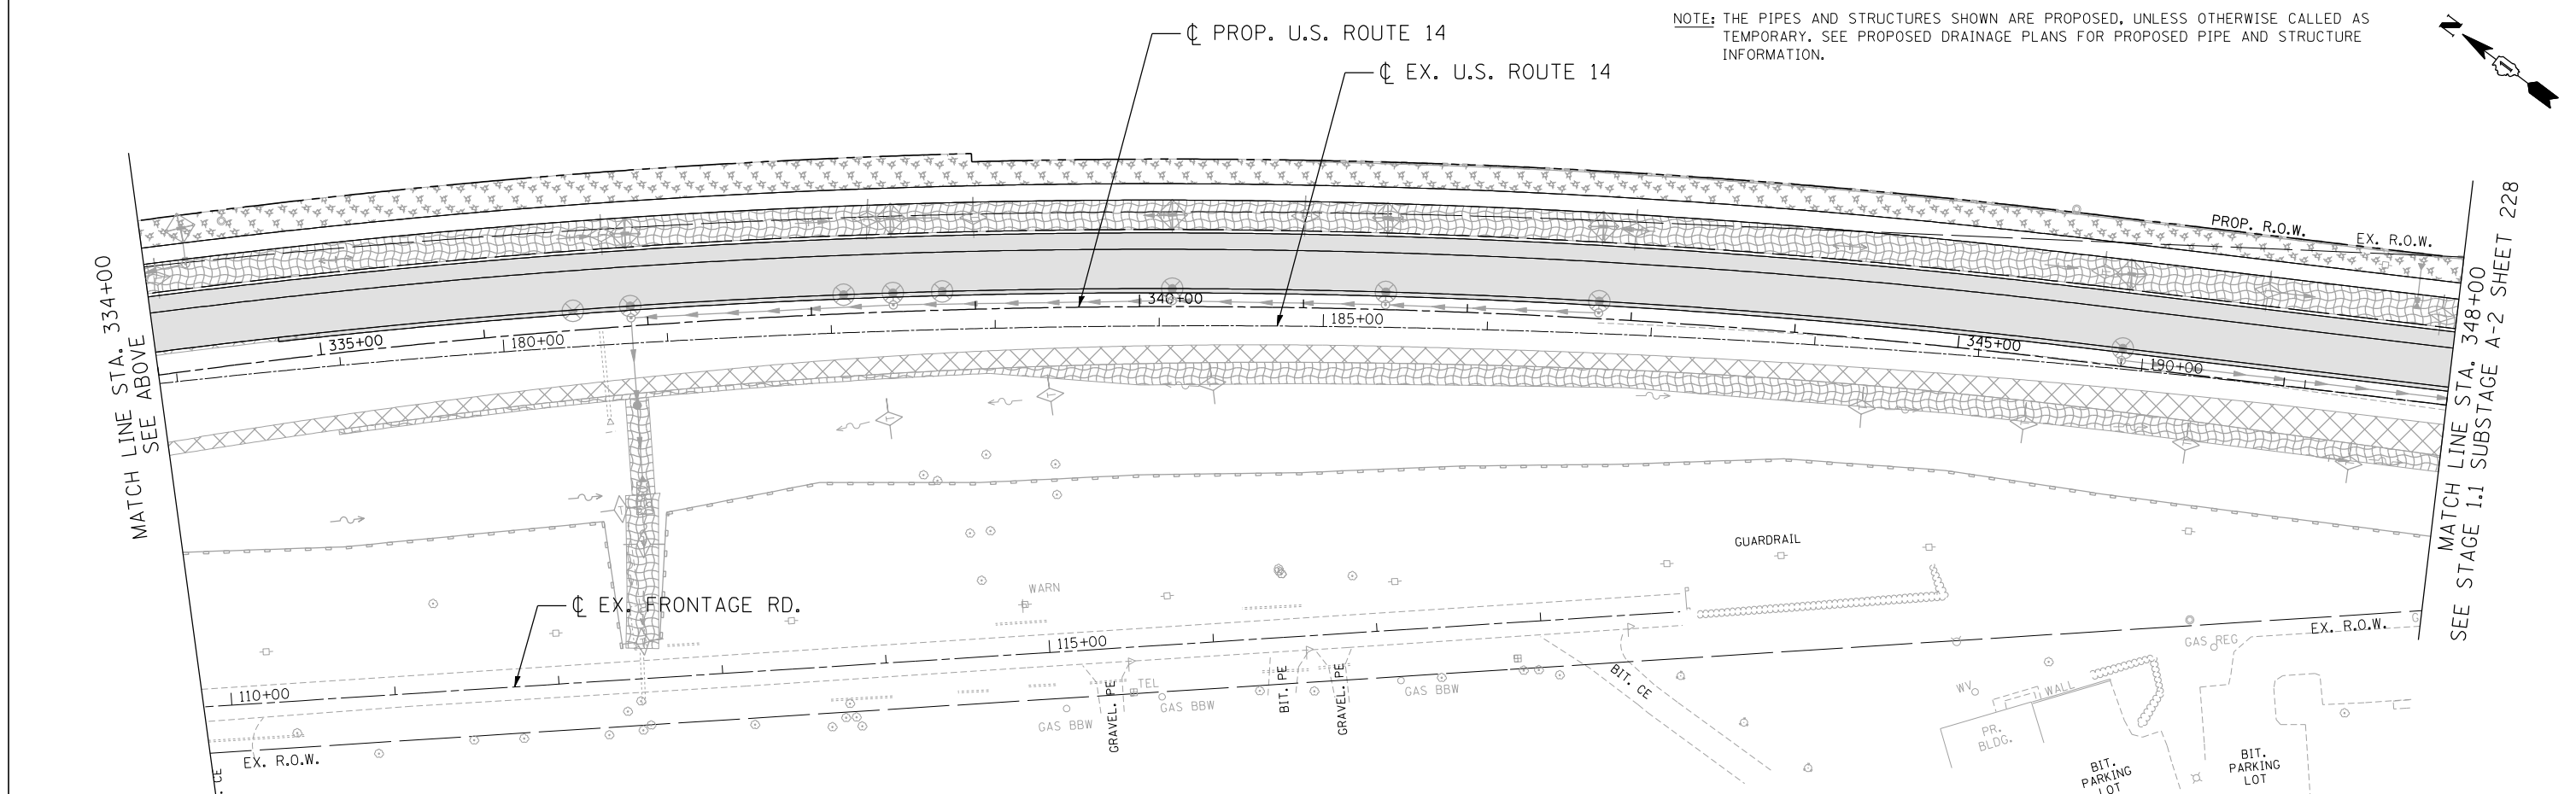 NOTE: THE PIPES AND STRUCTURES SHOWN ARE PROPOSED, UNLESS OTHERWISE CALLED AS
TEMPORARY. SEE PROPOSED DRAINAGE PLANS FOR PROPOSED PIPE AND STRUCTURE
INFORMATION.
N
℄ PROP. U.S. ROUTE 14
℄ EX. U.S. ROUTE 14
MATCH LINE STA. 334+00
SEE ABOVE
PROP. R.O.W.
EX. R.O.W.
335+00
180+00
340+00
185+00
345+00
190+00
MATCH LINE STA. 348+00
SEE STAGE 1.1 SUBSTAGE A-2 SHEET 228
GUARDRAIL
WARN
℄ EX. FRONTAGE RD.
110+00
115+00
EX. R.O.W.
EX. R.O.W.
CE
GAS BBW
GRAVEL. PE
TEL
GAS BBW
BIT. PE
GRAVEL. PE
GAS BBW
BIT. CE
GAS REG
WV
WALL
PR.
BLDG.
BIT.
PARKING
LOT
BIT.
PARKING
LOT